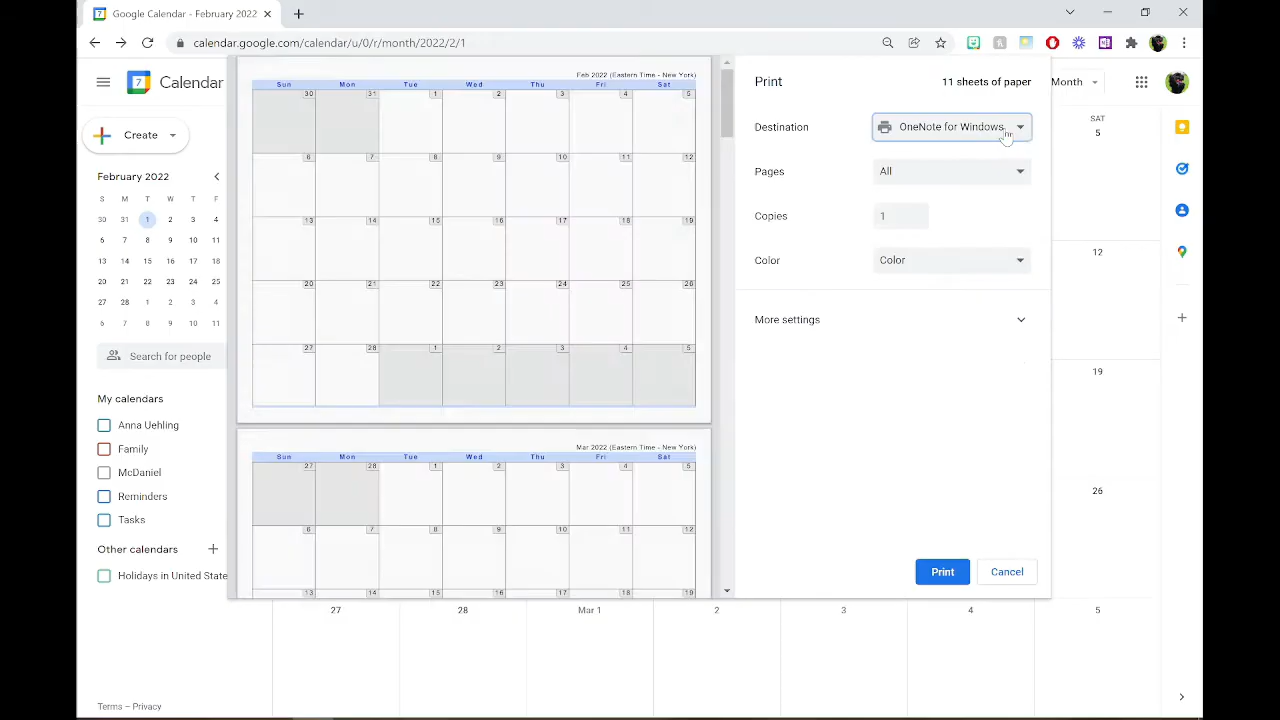 Google Calendar - February 2022
calendar.google.com/calendar/u/0/r/month/2022/2/1
7 Calendar
Month
Create
February 2022
S M T W T F S
30 31 1 2 3 4 5
6 7 8 9 10 11
13 14 15 16 17 18
20 21 22 23 24 25
27 28 1 2 3 4
6 7 8 9 10 11
Search for people
My calendars
Anna Uehling
Family
McDaniel
Reminders
Tasks
Other calendars
Holidays in United State
Terms – Privacy
Feb 2022 (Eastern Time - New York)
Sun Mon Tue Wed Thu Fri Sat
30 31 1 2 3 4 5
6 7 8 9 10 11 12
13 14 15 16 17 18 19
20 21 22 23 24 25 26
27 28 1 2 3 4 5
Mar 2022 (Eastern Time - New York)
Sun Mon Tue Wed Thu Fri Sat
27 28 1 2 3 4 5
6 7 8 9 10 11 12
13 14 15 16 17 18 19
Print
11 sheets of paper
Destination
OneNote for Windows
Pages
All
Copies
1
Color
Color
More settings
Print
Cancel
SAT
5
12
19
26
27 28 Mar 1 2 3 4 5